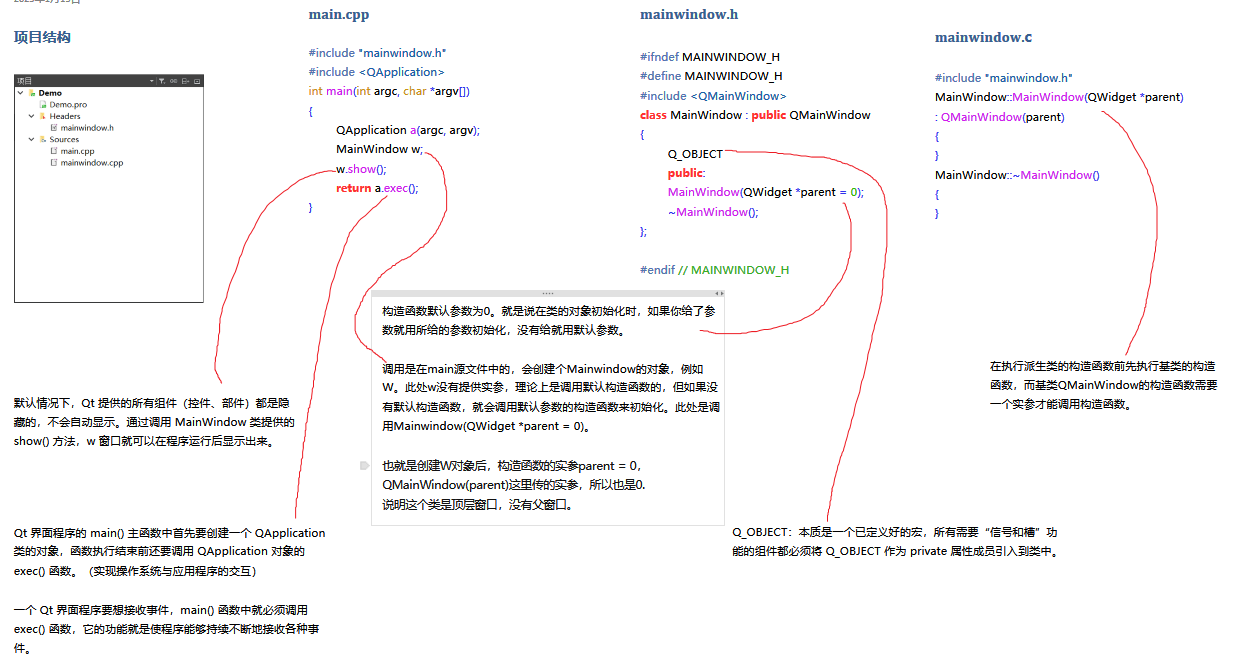 2023年2月15日
项目结构
项目
Demo
Demo.pro
Headers
mainwindow.h
Sources
main.cpp
mainwindow.cpp
main.cpp
#include "mainwindow.h"
#include <QApplication>
int main(int argc, char *argv[])
{
QApplication a(argc, argv);
MainWindow w;
w.show();
return a.exec();
}
mainwindow.h
#ifndef MAINWINDOW_H
#define MAINWINDOW_H
#include <QMainWindow>
class MainWindow : public QMainWindow
{
Q_OBJECT
public:
MainWindow(QWidget *parent = 0);
~MainWindow();
};
#endif // MAINWINDOW_H
mainwindow.c
#include "mainwindow.h"
MainWindow::MainWindow(QWidget *parent)
: QMainWindow(parent)
{
}
MainWindow::~MainWindow()
{
}
构造函数默认参数为0。就是说在类的对象初始化时，如果你给了参
数就用所给的参数初始化，没有给就用默认参数。
调用是在main源文件中的，会创建个Mainwindow的对象，例如
W。此处w没有提供实参，理论上是调用默认构造函数的，但如果没
有默认构造函数，就会调用默认参数的构造函数来初始化。此处是调
用Mainwindow(QWidget *parent = 0)。
也就是创建W对象后，构造函数的实参parent = 0，
QMainWindow(parent)这里传的实参，所以也是0.
说明这个类是顶层窗口，没有父窗口。
在执行派生类的构造函数前先执行基类的构造
函数，而基类QMainWindow的构造函数需要
一个实参才能调用构造函数。
默认情况下，Qt 提供的所有组件（控件、部件）都是隐
藏的，不会自动显示。通过调用 MainWindow 类提供的
show() 方法，w 窗口就可以在程序运行后显示出来。
Qt 界面程序的 main() 主函数中首先要创建一个 QApplication
类的对象，函数执行结束前还要调用 QApplication 对象的
exec() 函数。（实现操作系统与应用程序的交互）
一个 Qt 界面程序要想接收事件，main() 函数中就必须调用
exec() 函数，它的功能就是使程序能够持续不断地接收各种事
件。
Q_OBJECT：本质是一个已定义好的宏，所有需要“信号和槽”功
能的组件都必须将 Q_OBJECT 作为 private 属性成员引入到类中。